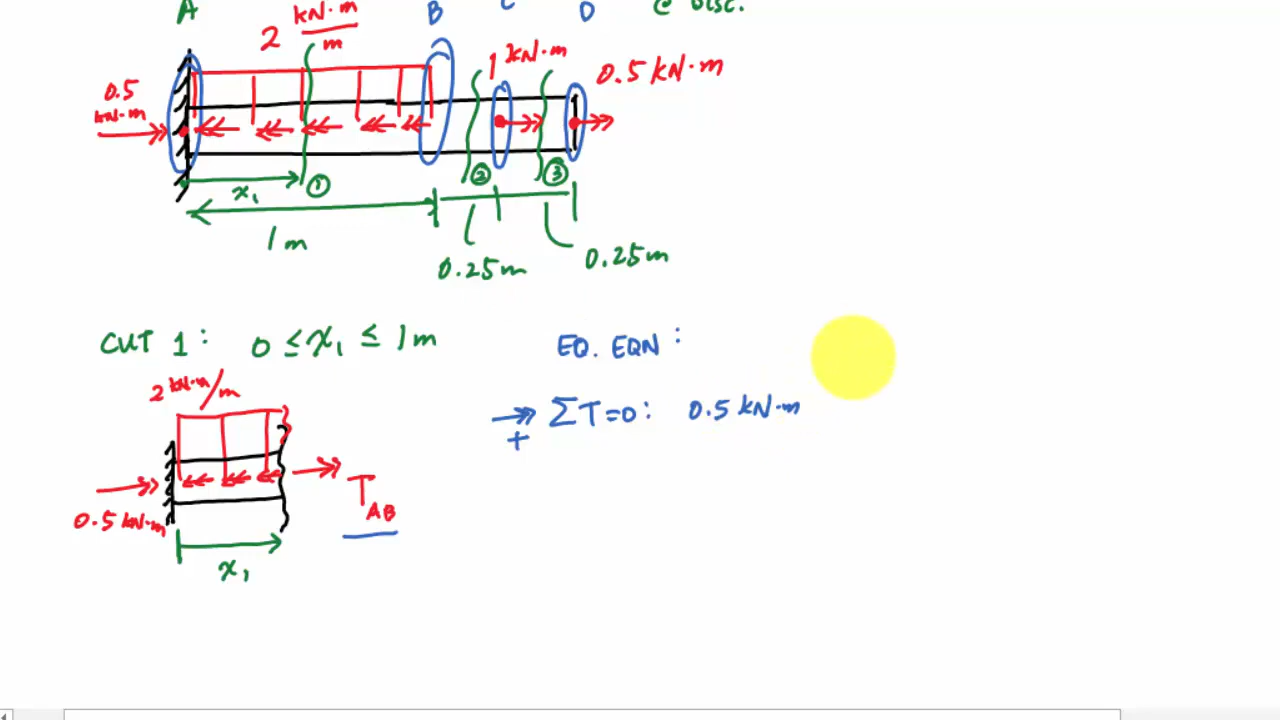 A B C D @ DISC.
2 kN·m/m
1 kN·m
0.5 kN·m
0.5 kN·m
x₁ ① ② ③
1m
0.25m 0.25m
CUT 1: 0 ≤ x₁ ≤ 1m
2 kN·m/m
0.5 kN·m
T_AB
x₁
EQ. EQN:
+ ΣT=0: 0.5 kN·m